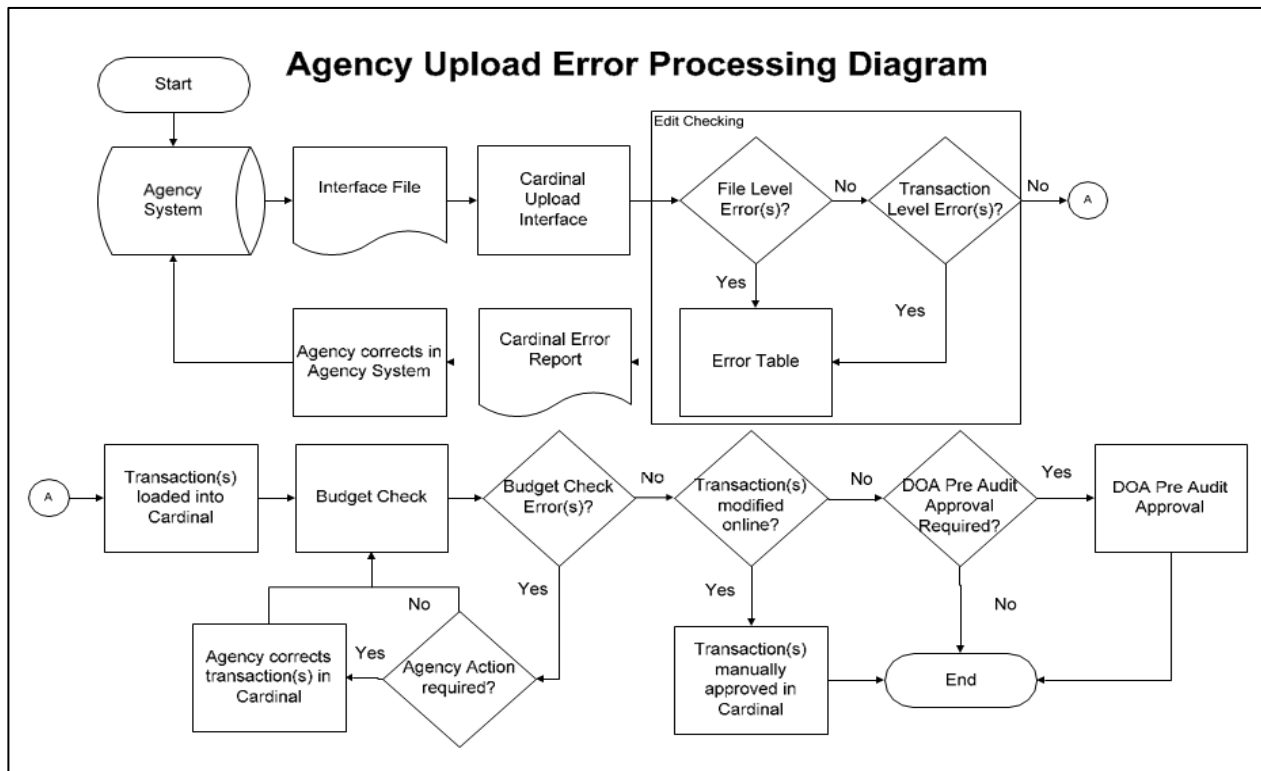 Agency Upload Error Processing Diagram
Start
Edit Checking
Agency
System
Interface File
Cardinal
Upload
Interface
File Level
Error(s)?
No
Transaction
Level Error(s)?
No
A
Yes
Yes
Agency corrects in
Agency System
Cardinal Error
Report
Error Table
A
Transaction(s)
loaded into
Cardinal
Budget Check
Budget Check
Error(s)?
No
Transaction(s)
modified
online?
No
DOA Pre Audit
Approval
Required?
Yes
DOA Pre Audit
Approval
Yes
No
Yes
No
Agency corrects
transaction(s) in
Cardinal
Yes
Agency Action
required?
Transaction(s)
manually
approved in
Cardinal
End